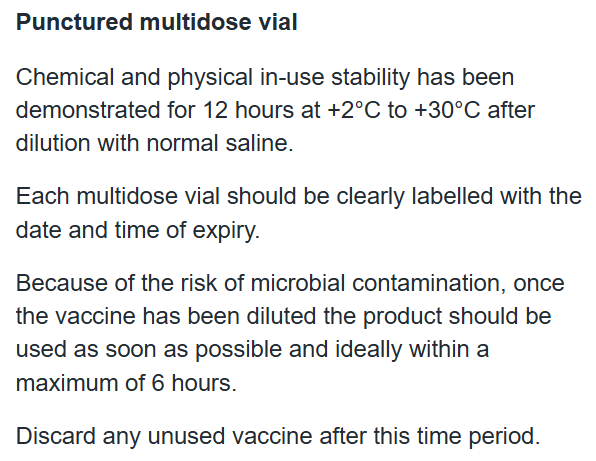 Punctured multidose vial
Chemical and physical in-use stability has been
demonstrated for 12 hours at +2°C to +30°C after
dilution with normal saline.
Each multidose vial should be clearly labelled with the
date and time of expiry.
Because of the risk of microbial contamination, once
the vaccine has been diluted the product should be
used as soon as possible and ideally within a
maximum of 6 hours.
Discard any unused vaccine after this time period.